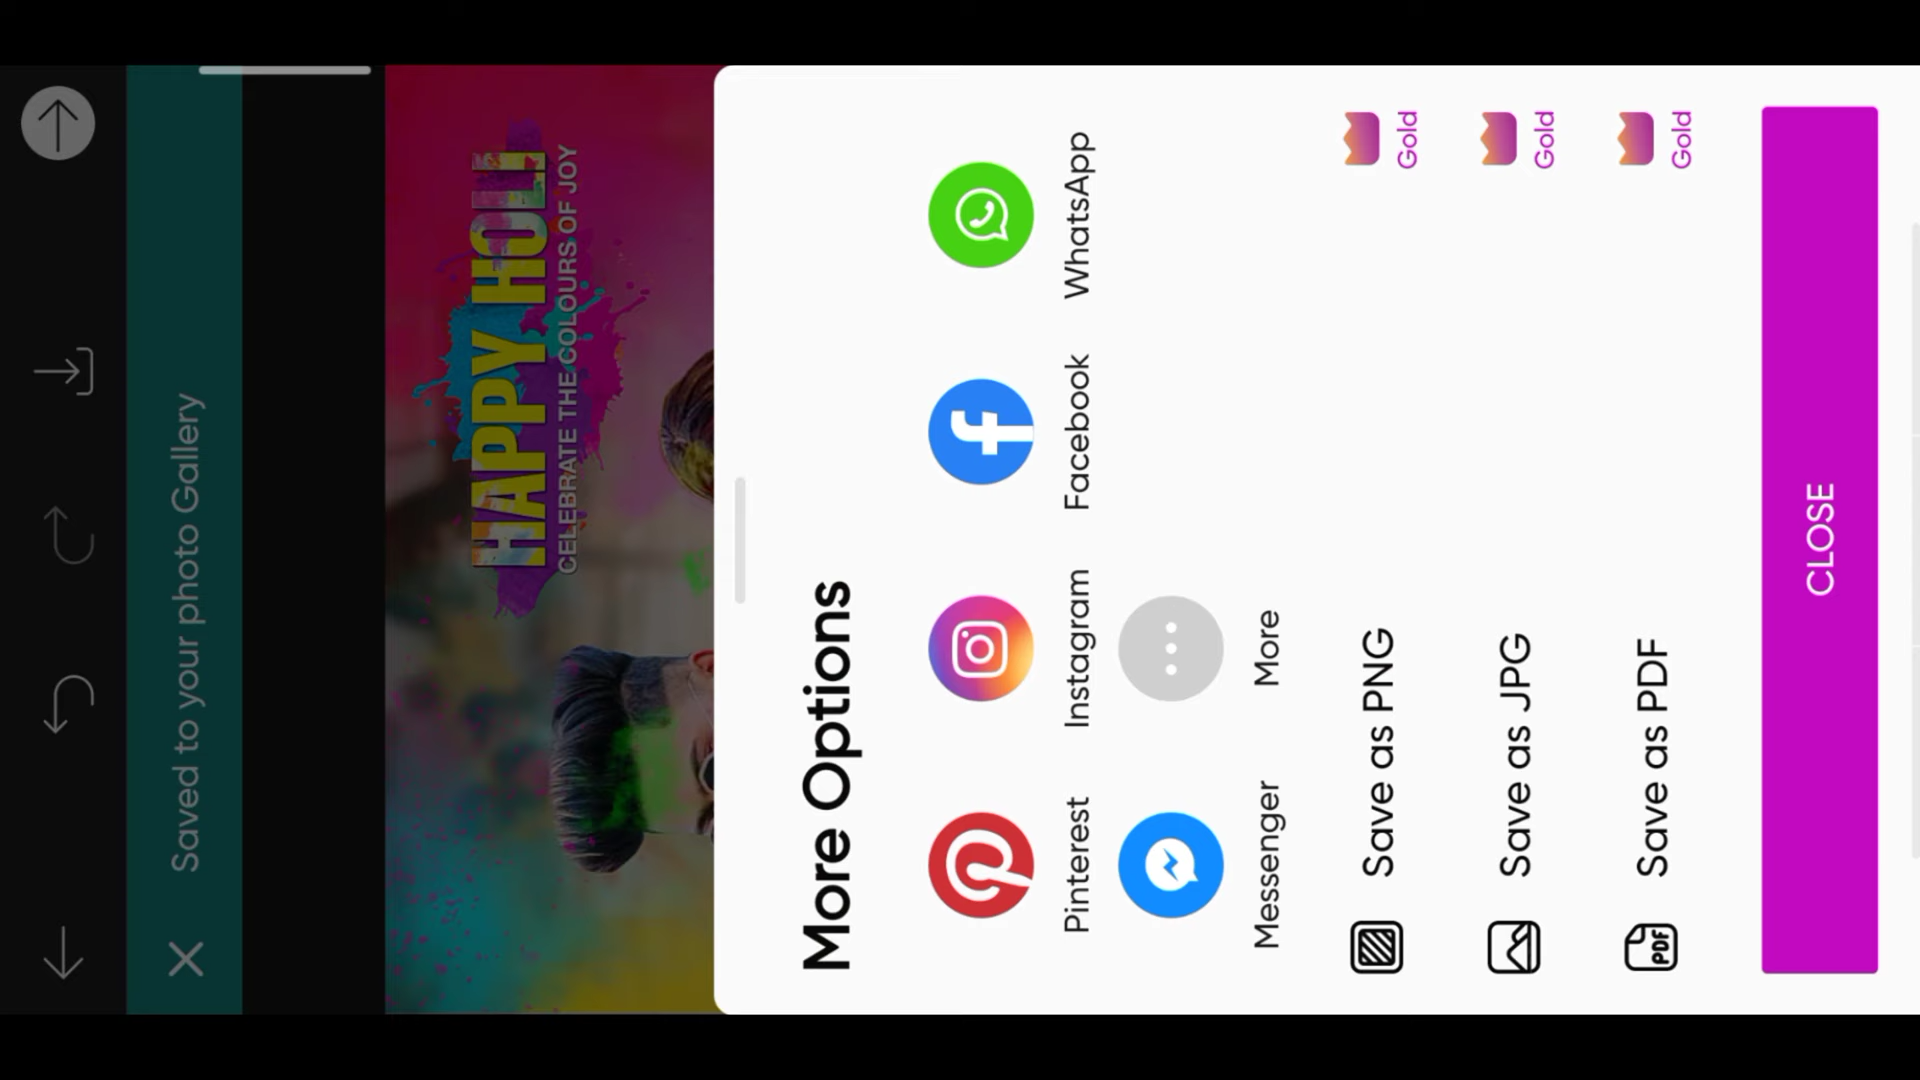 Saved to your photo Gallery
HAPPY HOLI
CELEBRATE THE COLOURS OF JOY
More Options
Pinterest Instagram Facebook WhatsApp
Messenger More
Save as PNG Gold
Save as JPG Gold
PDF Save as PDF Gold
CLOSE